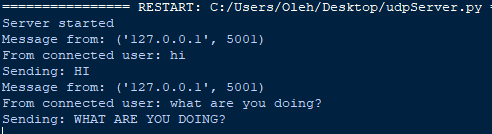 ================ RESTART: C:/Users/Oleh/Desktop/udpServer.py =
Server started
Message from: ('127.0.0.1', 5001)
From connected user: hi
Sending: HI
Message from: ('127.0.0.1', 5001)
From connected user: what are you doing?
Sending: WHAT ARE YOU DOING?